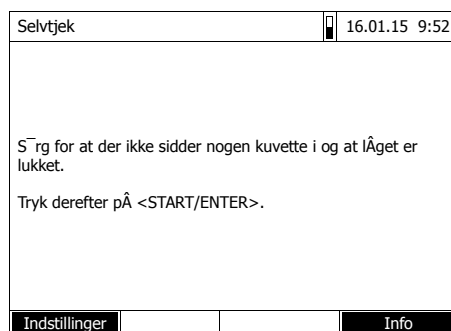 Selvtjek
16.01.15 9:52
S¯rg for at der ikke sidder nogen kuvette i og at lÂget er
lukket.
Tryk derefter pÂ <START/ENTER>.
Indstillinger
Info